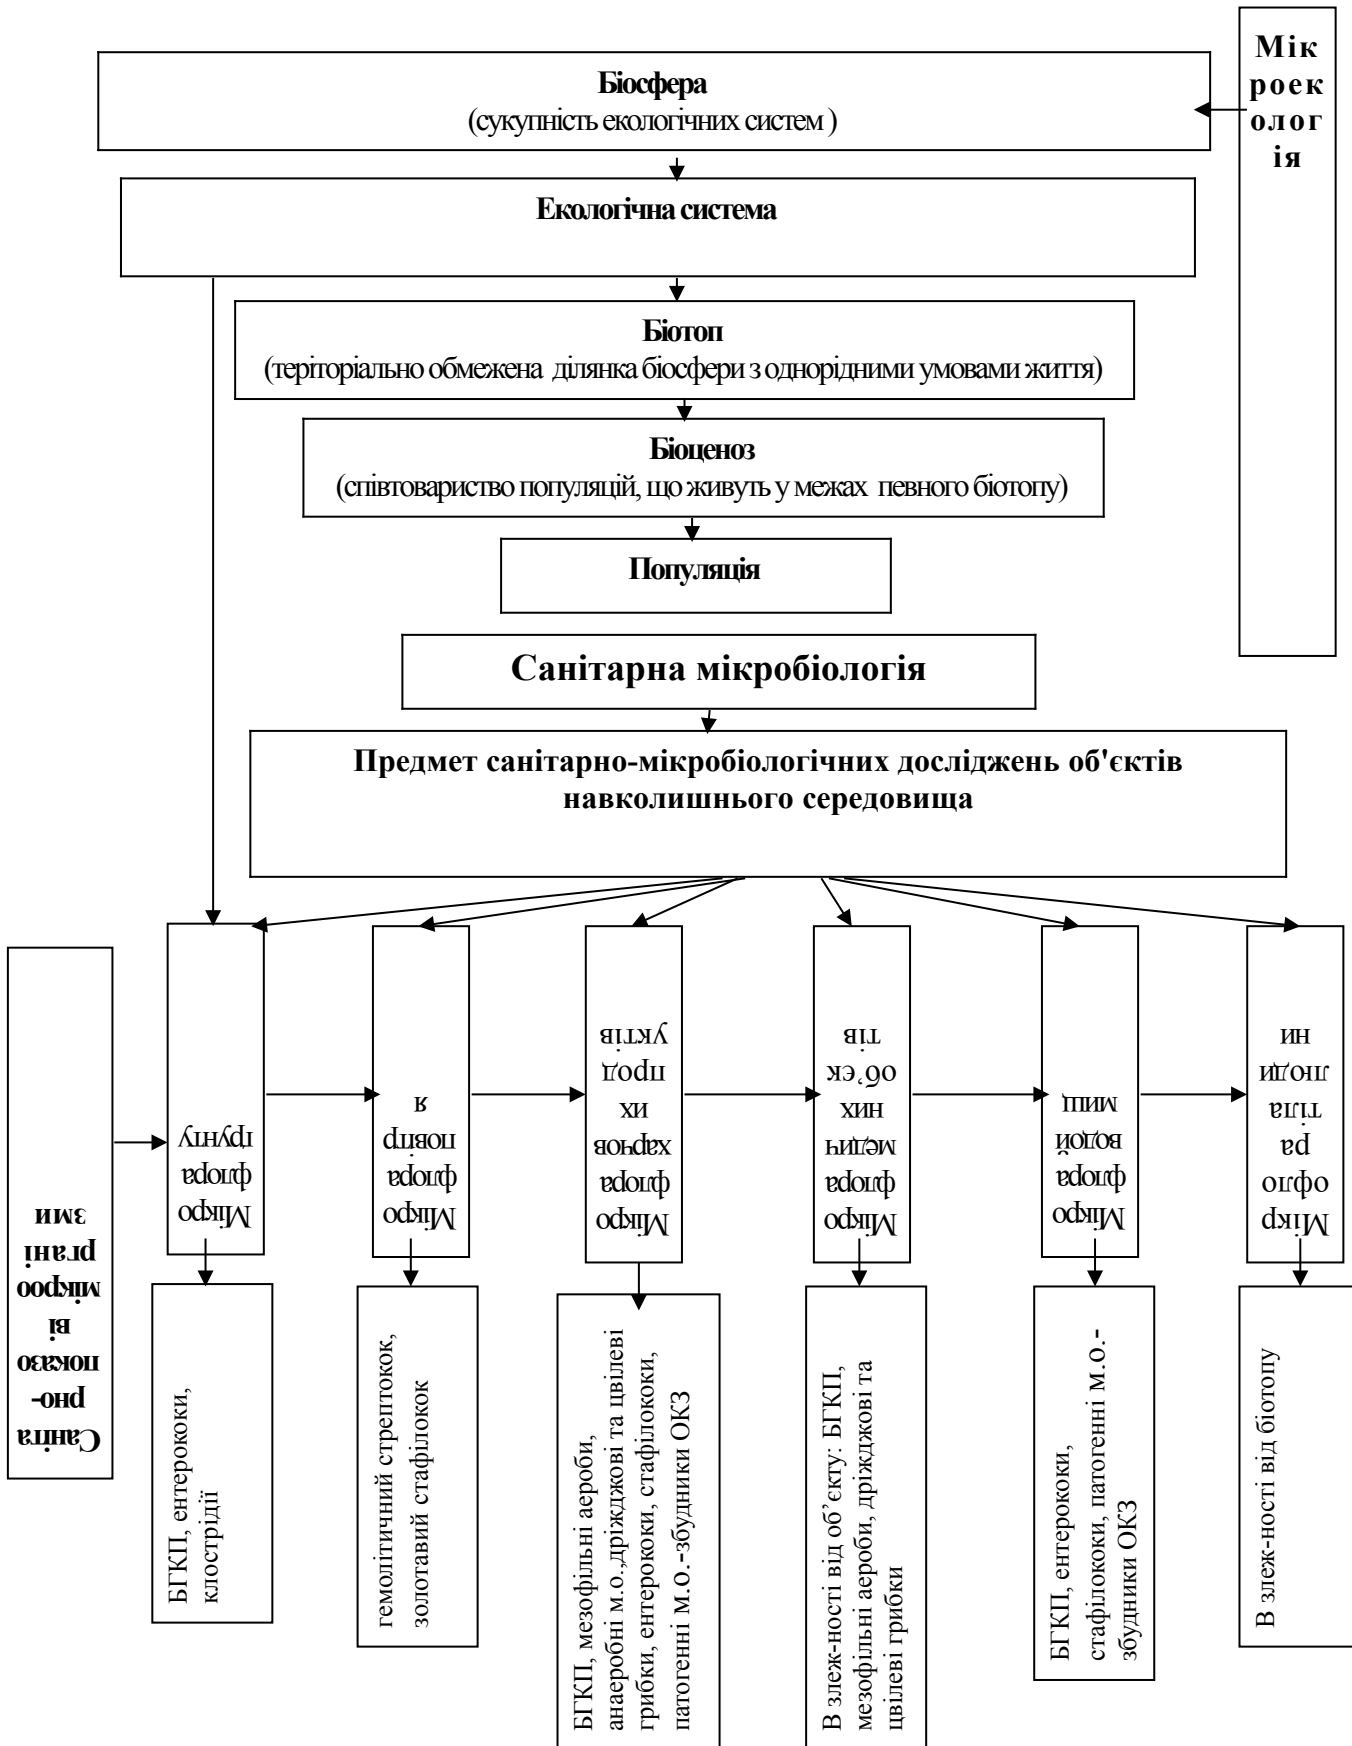 Мік
роек
олог
ія
Біосфера
(сукупність екологічних систем )
Екологічна система
Біотоп
(теріторіально обмежена ділянка біосфери з однорідними умовами життя)
Біоценоз
(співтовариство популяцій, що живуть у межах певного біотопу)
Популяція
Санітарна мікробіологія
Предмет санітарно-мікробіологічних досліджень об'єктів
навколишнього середовища
Саніта
рно-
показо
ві
мікроо
ргані
зми
Мікро
флора
ґрунту
Мікро
флора
повітр
я
Мікро
флора
харчов
их
прод
уктів
Мікро
флора
медич
них
об’єк
тів
Мікро
флора
водой
мищ
Мікр
офло
ра
тіла
люди
ни
БГКП, ентерококи,
клострідії
гемолітичний стрептокок,
золотавий стафілокок
БГКП, мезофільні аероби,
анаеробні м.о.,дріжджові та цвілеві
грибки, ентерококи, стафілококи,
патогенні м.о.-збудники ОКЗ
В злеж-ності від об’єкту: БГКП,
мезофільні аероби, дріжджові та
цвілеві грибки
БГКП, ентерококи,
стафілококи, патогенні м.о.-
збудники ОКЗ
В злеж-ності від біотопу